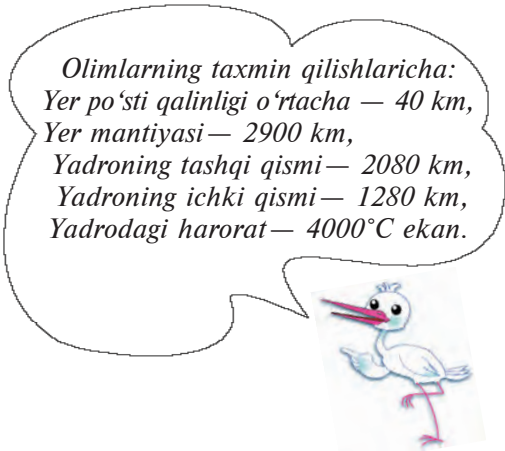 Olimlarning taxmin qilishlaricha:
Yer po‘sti qalinligi o‘rtacha — 40 km,
Yer mantiyasi— 2900 km,
Yadroning tashqi qismi— 2080 km,
Yadroning ichki qismi— 1280 km,
Yadrodagi harorat— 4000°C ekan.